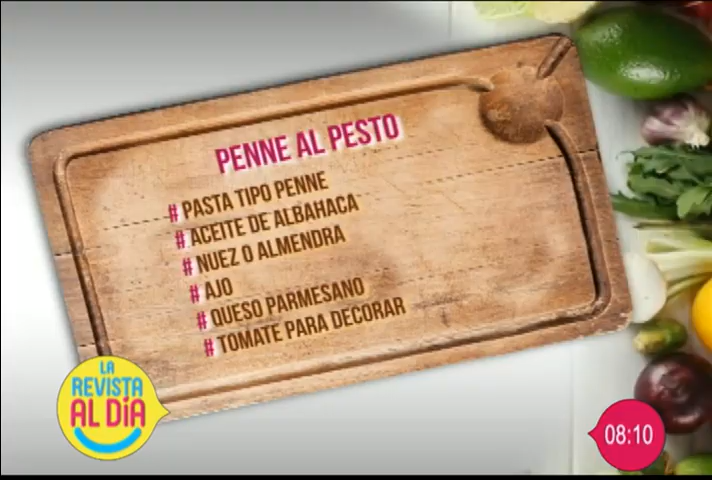 PENNE AL PESTO
# PASTA TIPO PENNE
# ACEITE DE ALBAHACA
# NUEZ O ALMENDRA
# AJO
# QUESO PARMESANO
# TOMATE PARA DECORAR
LA
REVISTA
AL DÍA
08:10